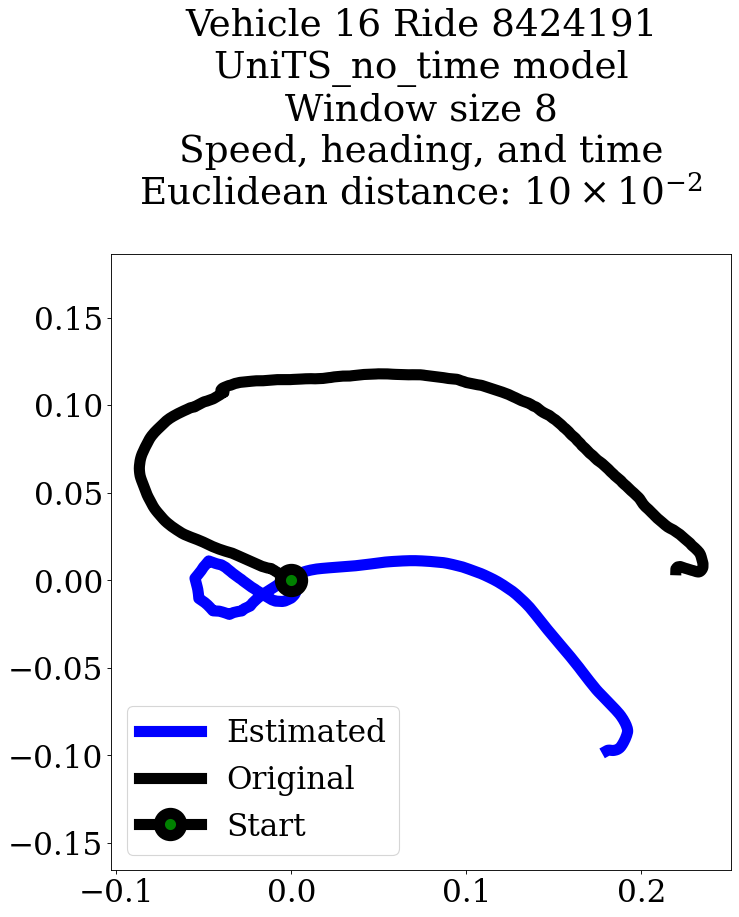 Vehicle 16 Ride 8424191
UniTS_no_time model
Window size 8
Speed, heading, and time
Euclidean distance: 10 × 10⁻²
0.15
0.10
0.05
0.00
−0.05
−0.10
−0.15
Estimated
Original
Start
−0.1
0.0
0.1
0.2